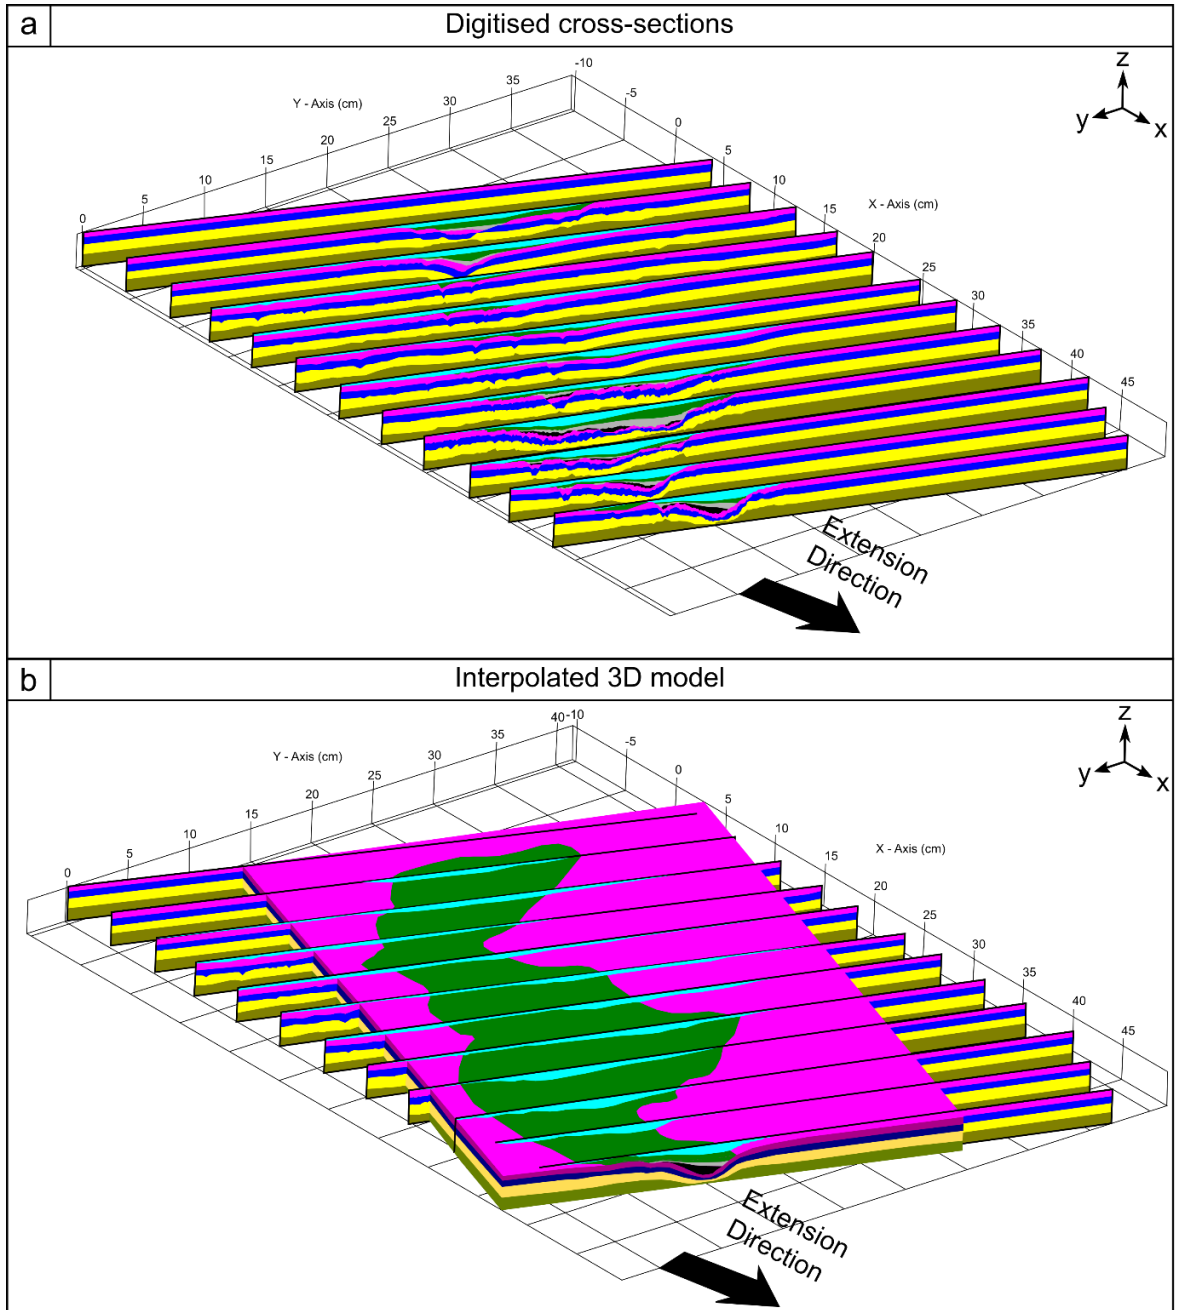 a
Digitised cross-sections
z
y
x
Y - Axis (cm)
0
5
10
15
20
25
30
35
-10
-5
0
5
10
15
20
25
30
35
40
45
X - Axis (cm)
Extension
Direction
b
Interpolated 3D model
z
y
x
Y - Axis (cm)
0
5
10
15
20
25
30
35
40
-10
-5
0
5
10
15
20
25
30
35
40
45
X - Axis (cm)
Extension
Direction